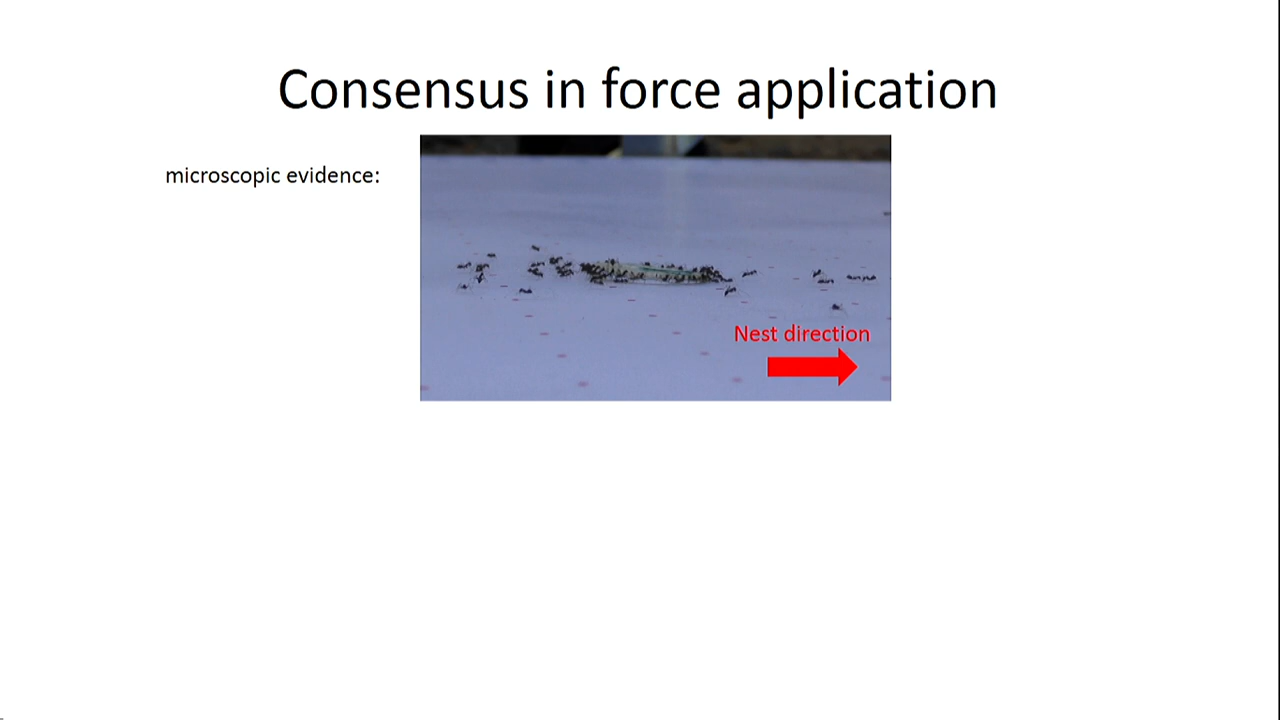 Consensus in force application
microscopic evidence:
Nest direction